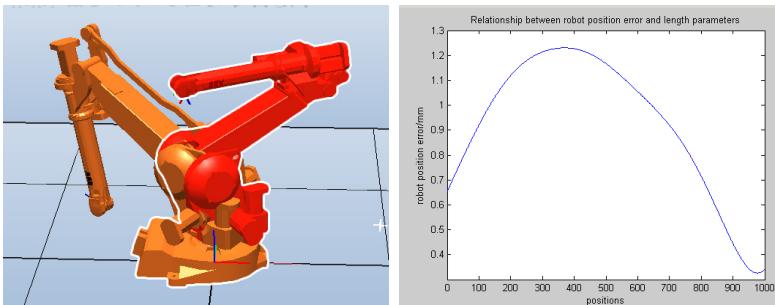 Relationship between robot position error and length parameters
robot position error/mm
1.3
1.2
1.1
1
0.9
0.8
0.7
0.6
0.5
0.4
0 100 200 300 400 500 600 700 800 900 1000
positions